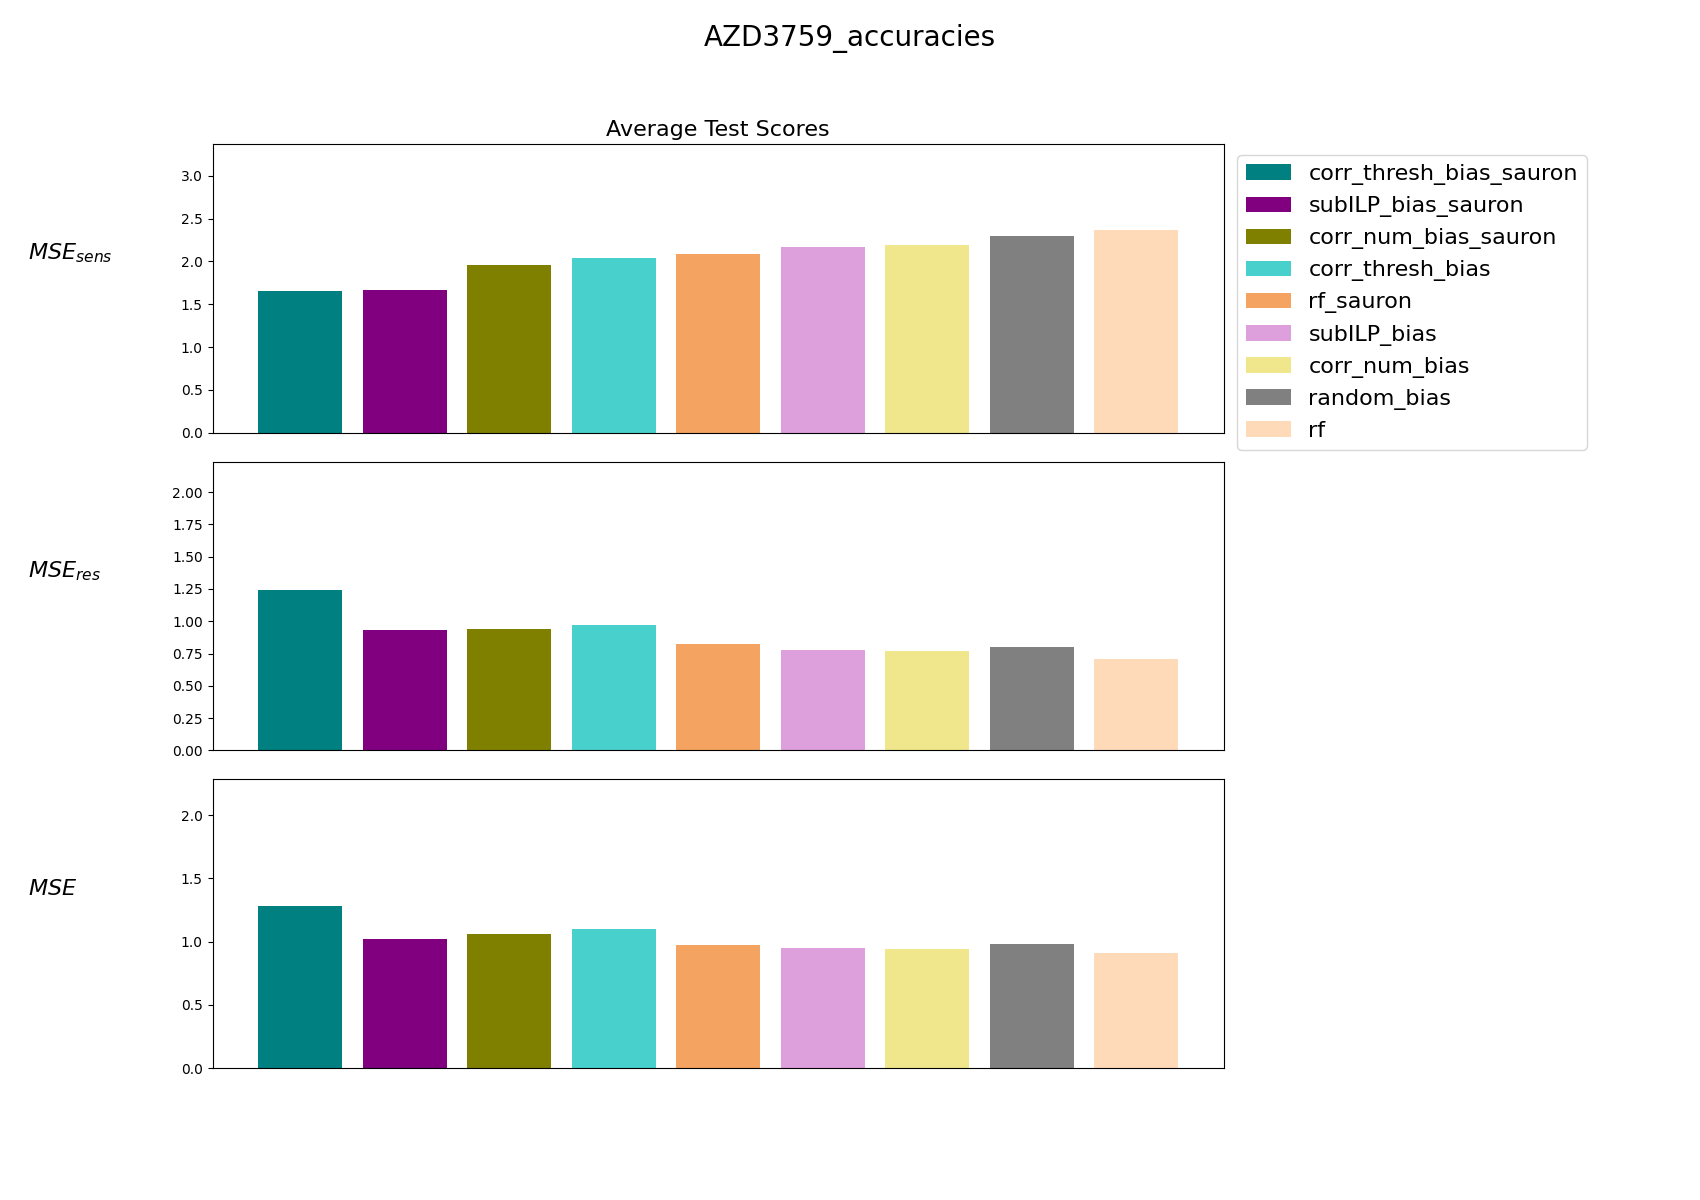 AZD3759_accuracies
Average Test Scores
MSE_sens
3.0
2.5
2.0
1.5
1.0
0.5
0.0
corr_thresh_bias_sauron
subILP_bias_sauron
corr_num_bias_sauron
corr_thresh_bias
rf_sauron
subILP_bias
corr_num_bias
random_bias
rf
MSE_res
2.00
1.75
1.50
1.25
1.00
0.75
0.50
0.25
0.00
MSE
2.0
1.5
1.0
0.5
0.0